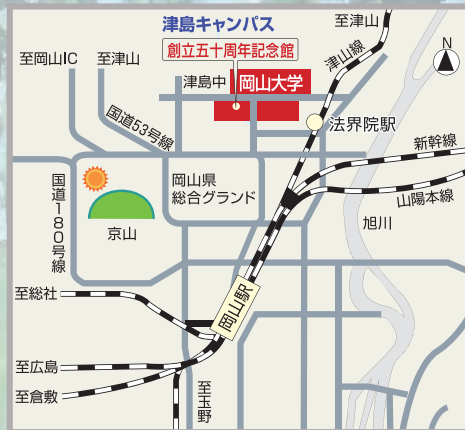 津島キャンパス
至津山
創立五十周年記念館
N
至岡山IC
至津山
津島中
岡山大学
津山線
国道53号線
法界院駅
新幹線
国道180号線
岡山県
総合グランド
山陽本線
京山
旭川
至総社
岡山駅
至広島
至倉敷
至玉野